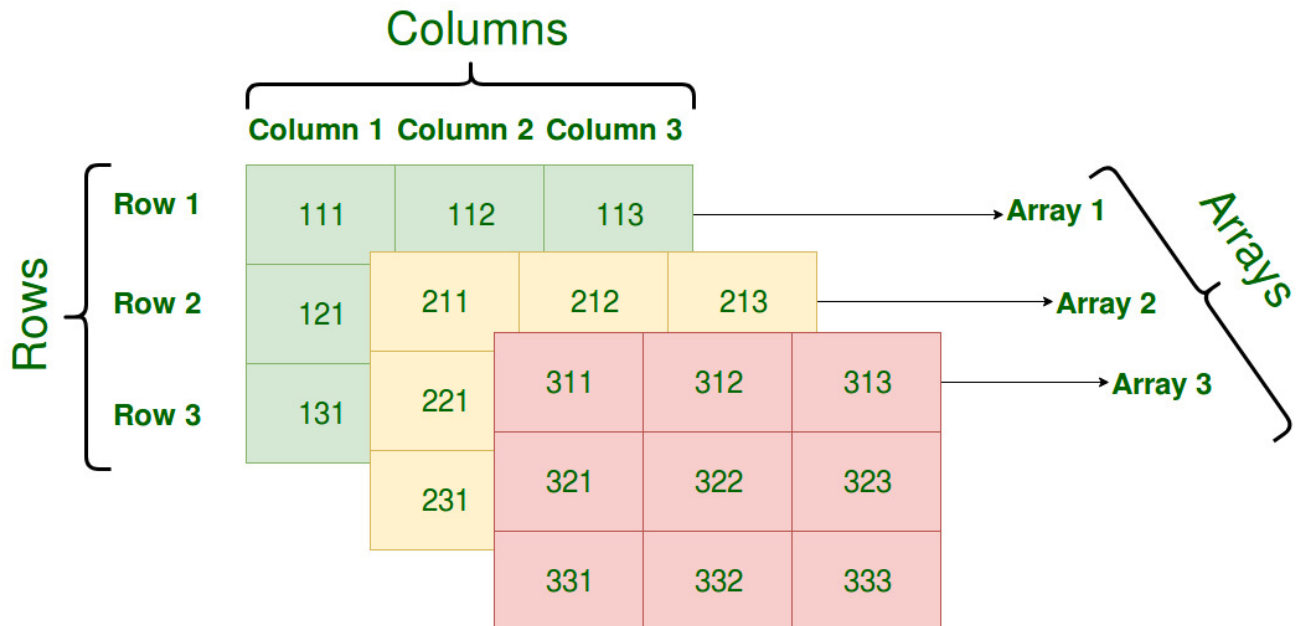 Columns
Column 1 Column 2 Column 3
Rows
Row 1
111 112 113
Array 1
Arrays
Row 2
121
211 212 213
Array 2
Row 3
131
221
311 312 313
Array 3
231
321 322 323
331 332 333